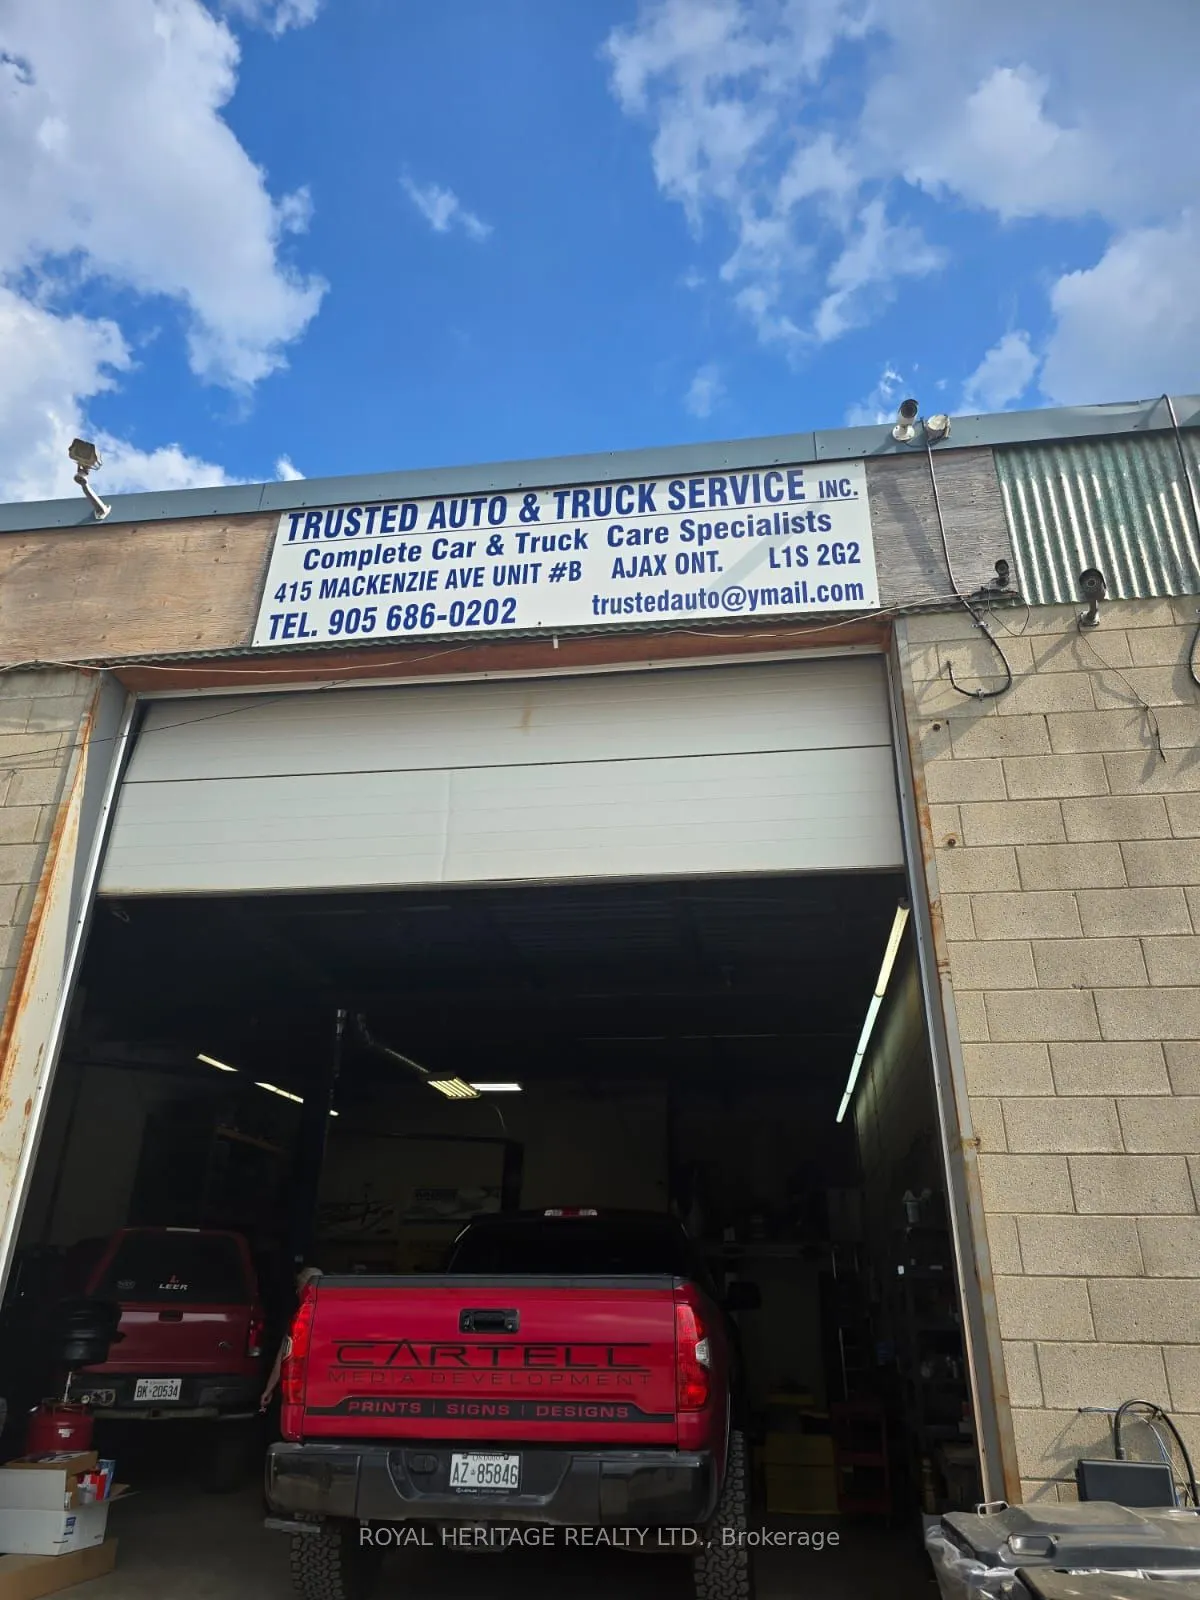 TRUSTED AUTO & TRUCK SERVICE INC.
Complete Car & Truck Care Specialists
415 MACKENZIE AVE UNIT #B AJAX ONT. L1S 2G2
TEL. 905 686-0202 trustedauto@ymail.com
LEER
BK 20534
CARTELL
MEDIA DEVELOPMENT
PRINTS | SIGNS | DESIGNS
ONTARIO
AZ 85846
ROYAL HERITAGE REALTY LTD., Brokerage